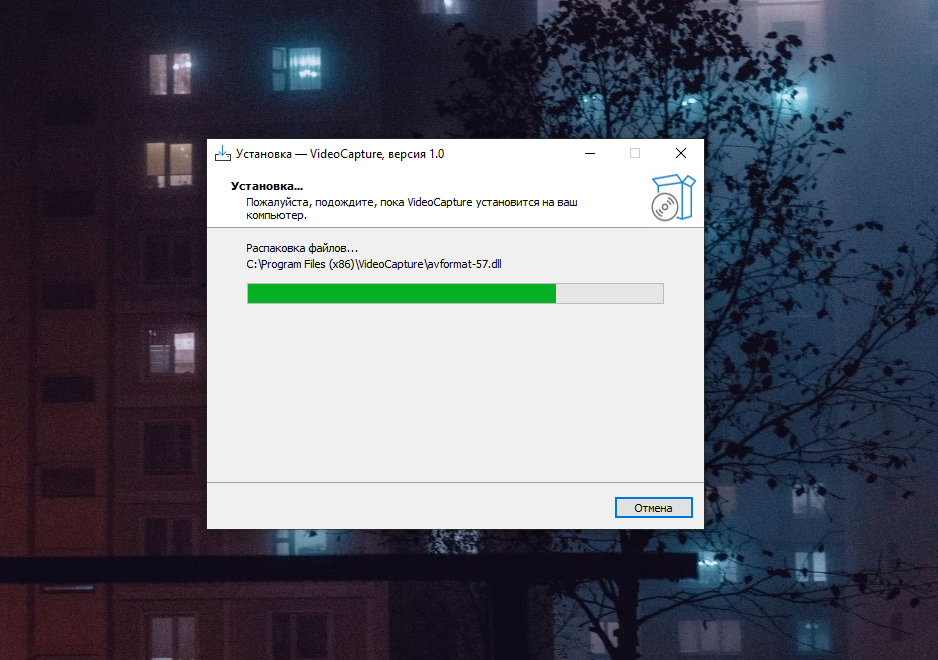 Установка — VideoCapture, версия 1.0
Установка...
Пожалуйста, подождите, пока VideoCapture установится на ваш
компьютер.
Распаковка файлов...
C:\Program Files (x86)\VideoCapture\avformat-57.dll
Отмена